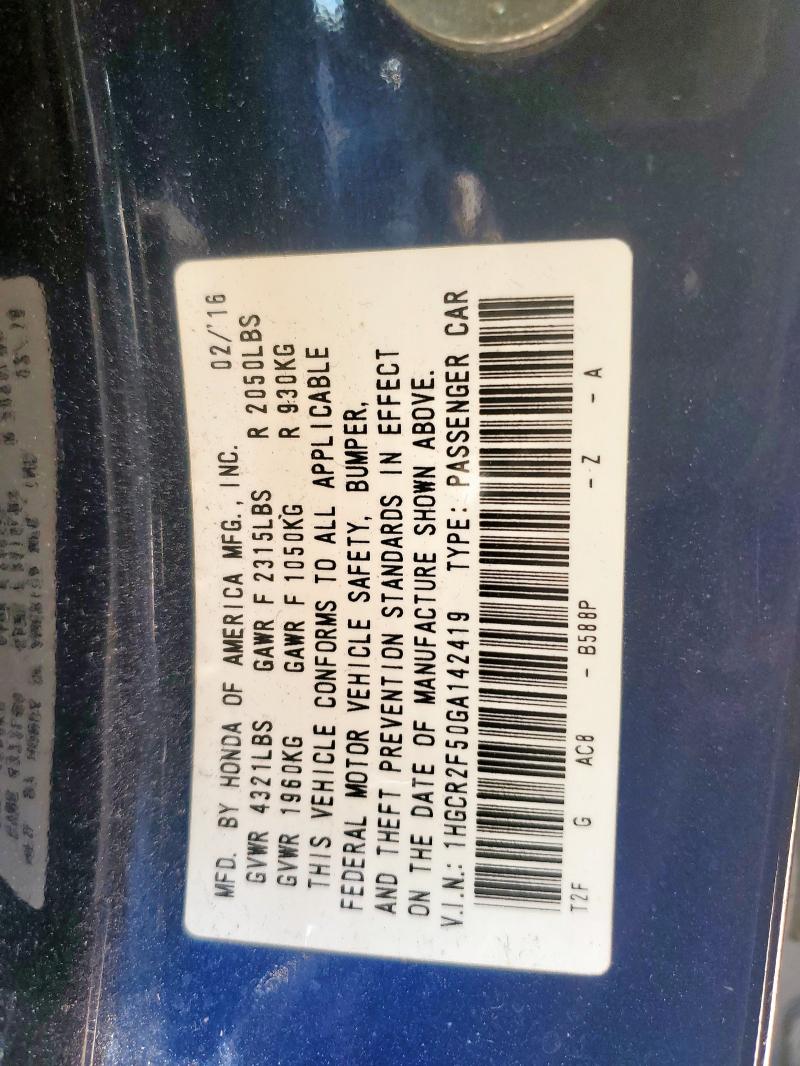 MFD. BY HONDA OF AMERICA MFG., INC. 02/'16
GVWR 4321LBS GAWR F 2315LBS R 2050LBS
GVWR 1960KG GAWR F 1050KG R 930KG
THIS VEHICLE CONFORMS TO ALL APPLICABLE
FEDERAL MOTOR VEHICLE SAFETY, BUMPER,
AND THEFT PREVENTION STANDARDS IN EFFECT
ON THE DATE OF MANUFACTURE SHOWN ABOVE.
V.I.N.: 1HGCR2F50GA142419 TYPE: PASSENGER CAR
T2F G AC8 - B588P - Z - A